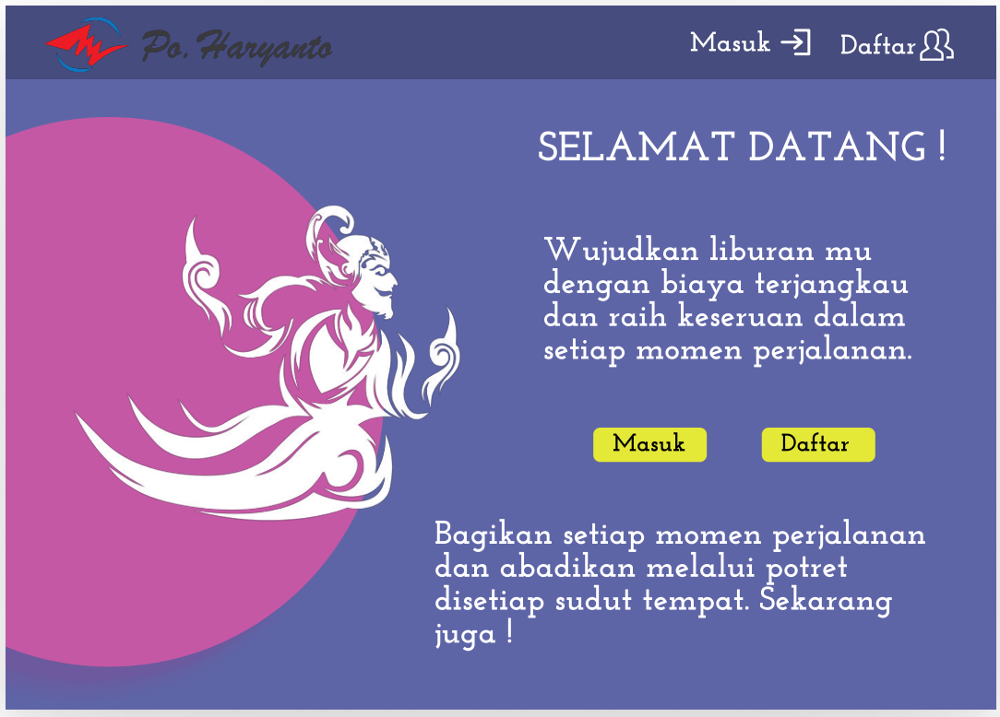 Po. Haryanto
Masuk
Daftar
SELAMAT DATANG !
Wujudkan liburan mu
dengan biaya terjangkau
dan raih keseruan dalam
setiap momen perjalanan.
Masuk
Daftar
Bagikan setiap momen perjalanan
dan abadikan melalui potret
disetiap sudut tempat. Sekarang
juga !